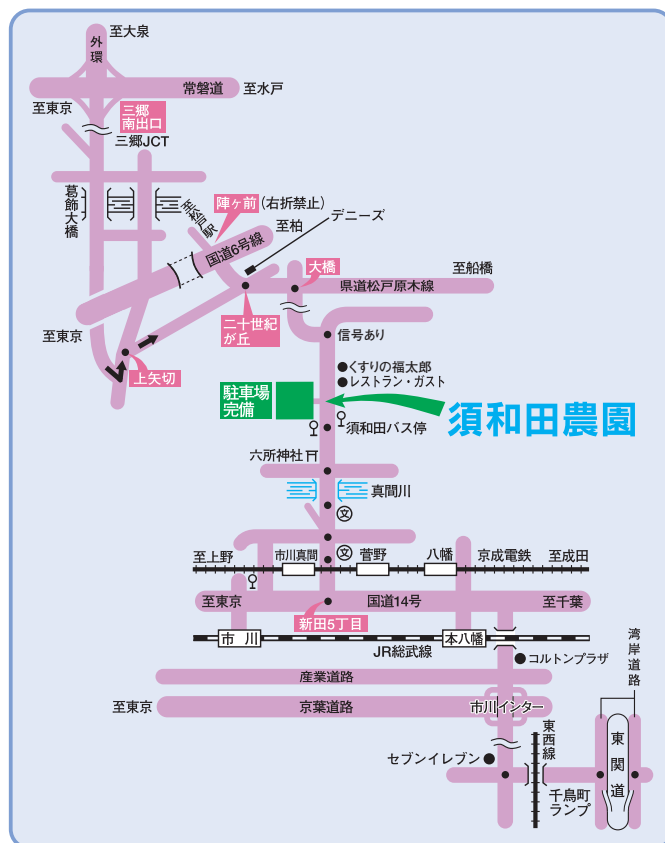 至大泉
外環
常磐道
至水戸
至東京
三郷
南出口
三郷JCT
葛飾大橋
至松戸駅
陣ヶ前
(右折禁止)
至柏
デニーズ
国道6号線
大橋
至船橋
県道松戸原木線
至東京
二十世紀
が丘
信号あり
上矢切
くすりの福太郎
レストラン・ガスト
駐車場
完備
須和田農園
須和田バス停
六所神社
真間川
文
文
至上野
市川真間
菅野
八幡
京成電鉄
至成田
至東京
国道14号
至千葉
新田5丁目
市川
本八幡
JR総武線
コルトンプラザ
湾岸道路
産業道路
至東京
京葉道路
市川インター
東西線
東関道
セブンイレブン
千鳥町
ランプ